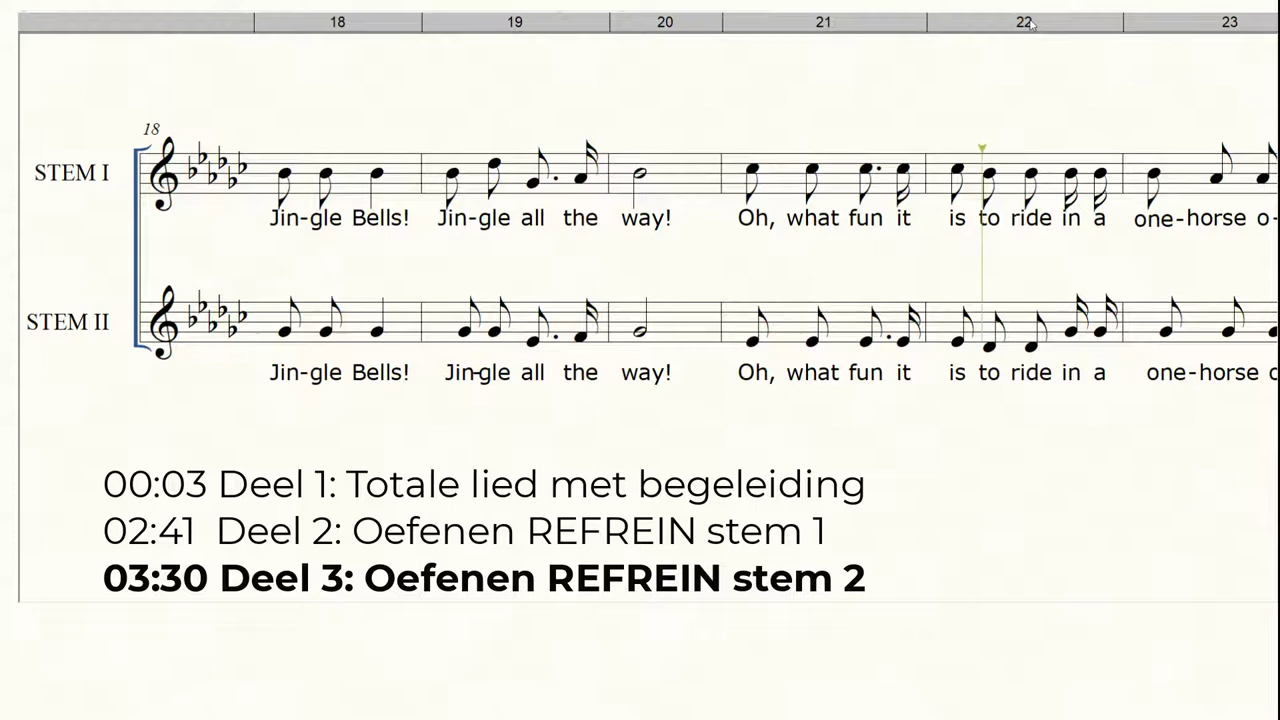 18 19 20 21 22 23
18
STEM I
Jin-gle Bells! Jin-gle all the way! Oh, what fun it is to ride in a one-horse o-
STEM II
Jin-gle Bells! Jin-gle all the way! Oh, what fun it is to ride in a one-horse
00:03 Deel 1: Totale lied met begeleiding
02:41 Deel 2: Oefenen REFREIN stem 1
03:30 Deel 3: Oefenen REFREIN stem 2